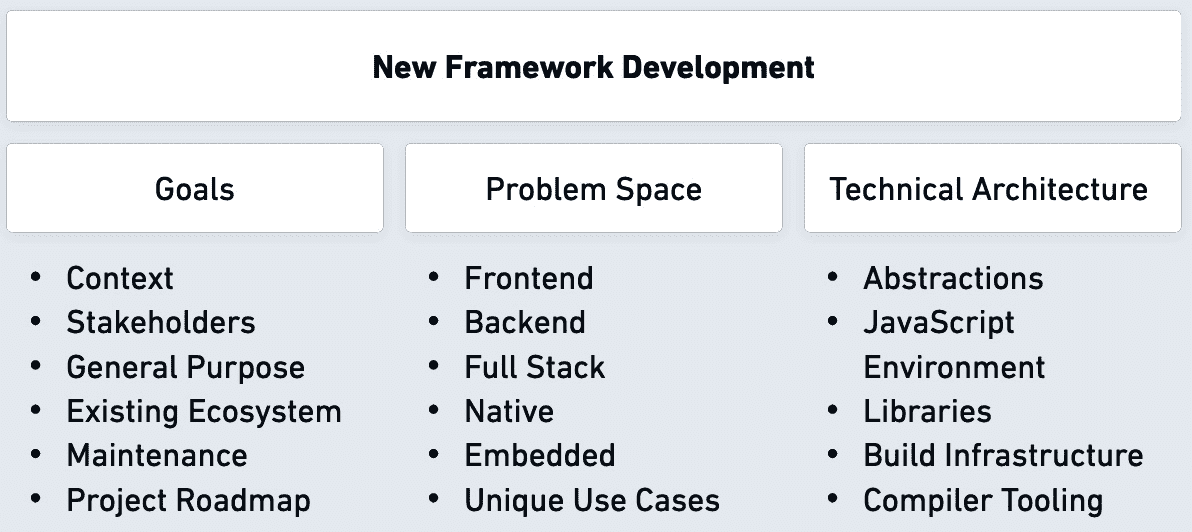 New Framework Development
Goals
• Context
• Stakeholders
• General Purpose
• Existing Ecosystem
• Maintenance
• Project Roadmap
Problem Space
• Frontend
• Backend
• Full Stack
• Native
• Embedded
• Unique Use Cases
Technical Architecture
• Abstractions
• JavaScript
Environment
• Libraries
• Build Infrastructure
• Compiler Tooling